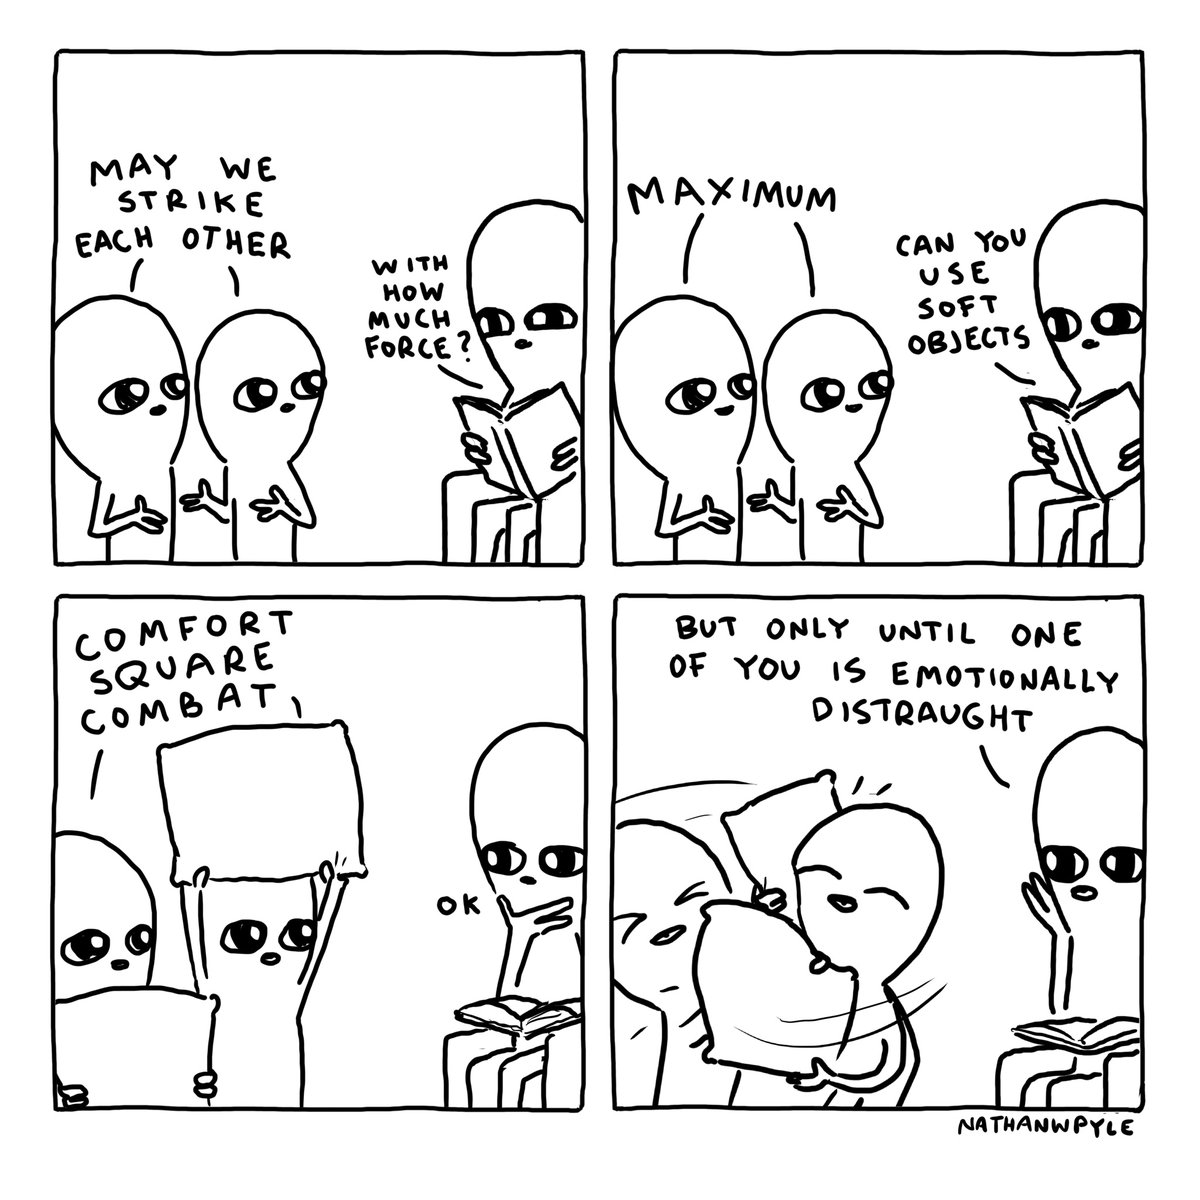 MAY WE
STRIKE
EACH OTHER
WITH
HOW
MUCH
FORCE?
MAXIMUM
CAN YOU
USE
SOFT
OBJECTS
COMFORT
SQUARE
COMBAT
OK
BUT ONLY UNTIL ONE
OF YOU IS EMOTIONALLY
DISTRAUGHT
NATHANWPYLE